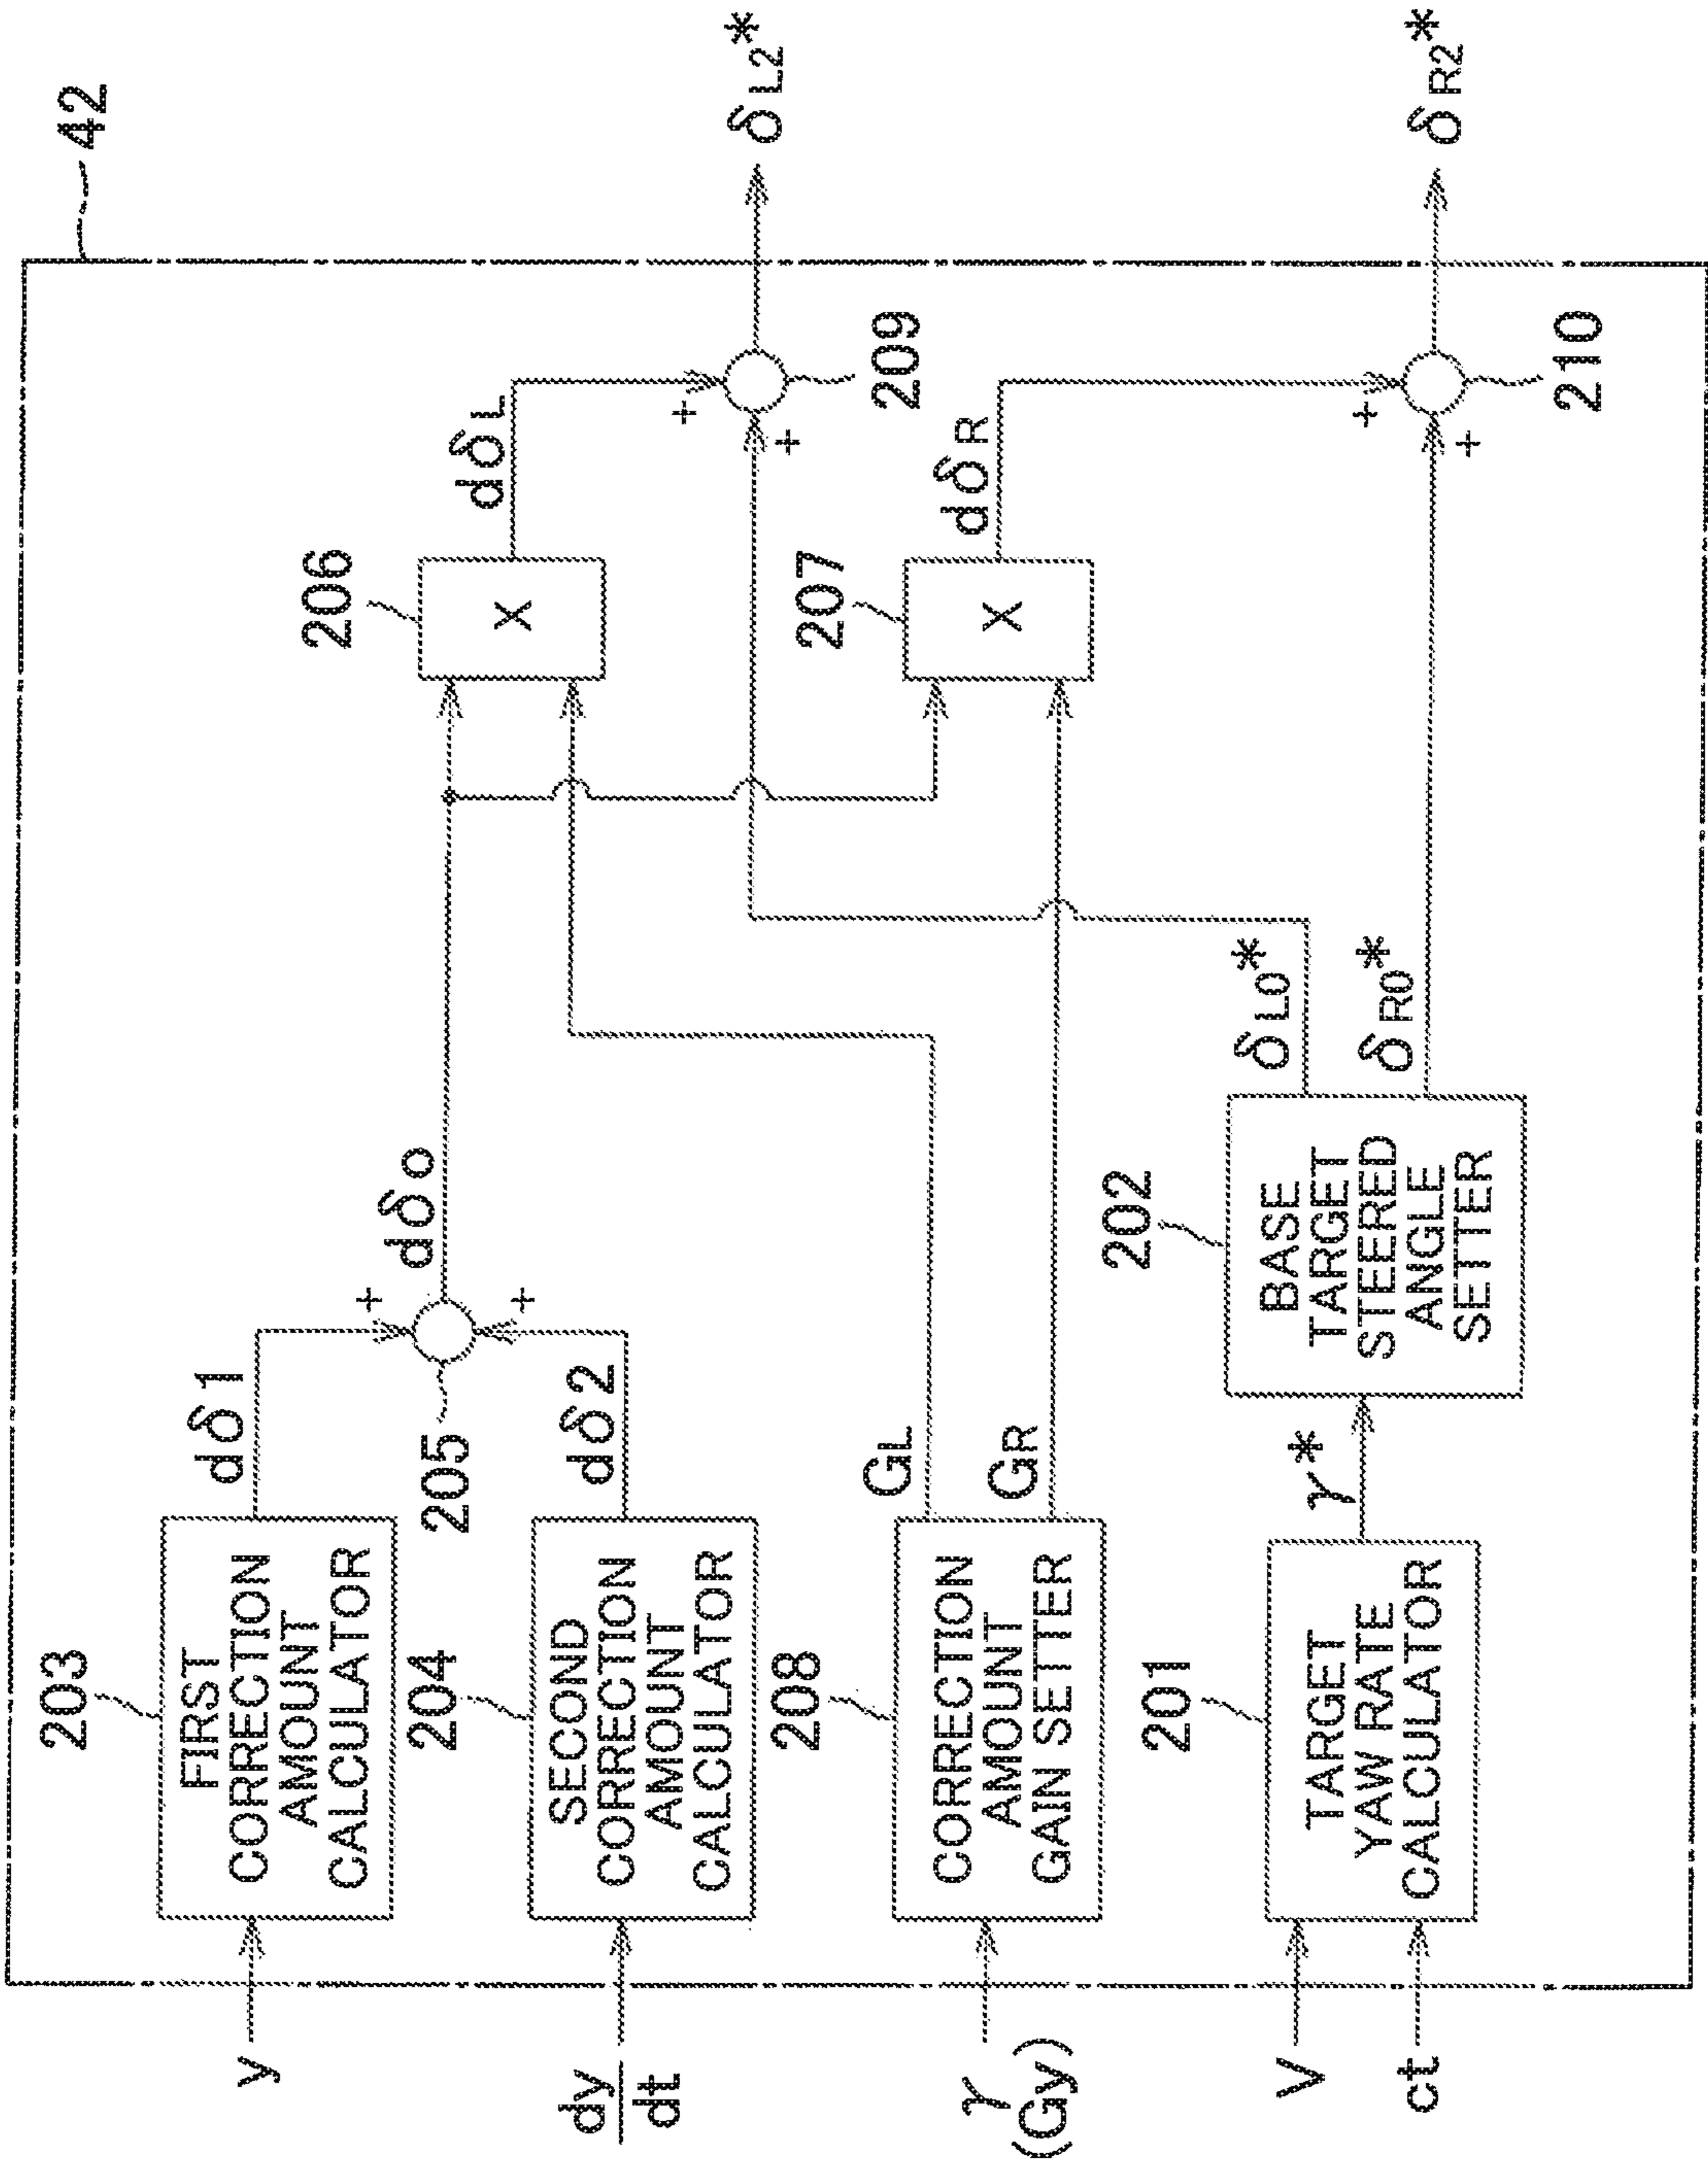 42
203
FIRST
CORRECTION
AMOUNT
CALCULATOR
y
dδ1
+
+
205
dδo
204
SECOND
CORRECTION
AMOUNT
CALCULATOR
dy
dt
dδ2
206
X
dδL
+
+
209
δL2*
208
CORRECTION
AMOUNT
GAIN SETTER
γ
(Gy)
GL
GR
207
X
dδR
201
TARGET
YAW RATE
CALCULATOR
V
ct
γ*
202
BASE
TARGET
STEERED
ANGLE
SETTER
δL0*
δR0*
+
+
210
δR2*